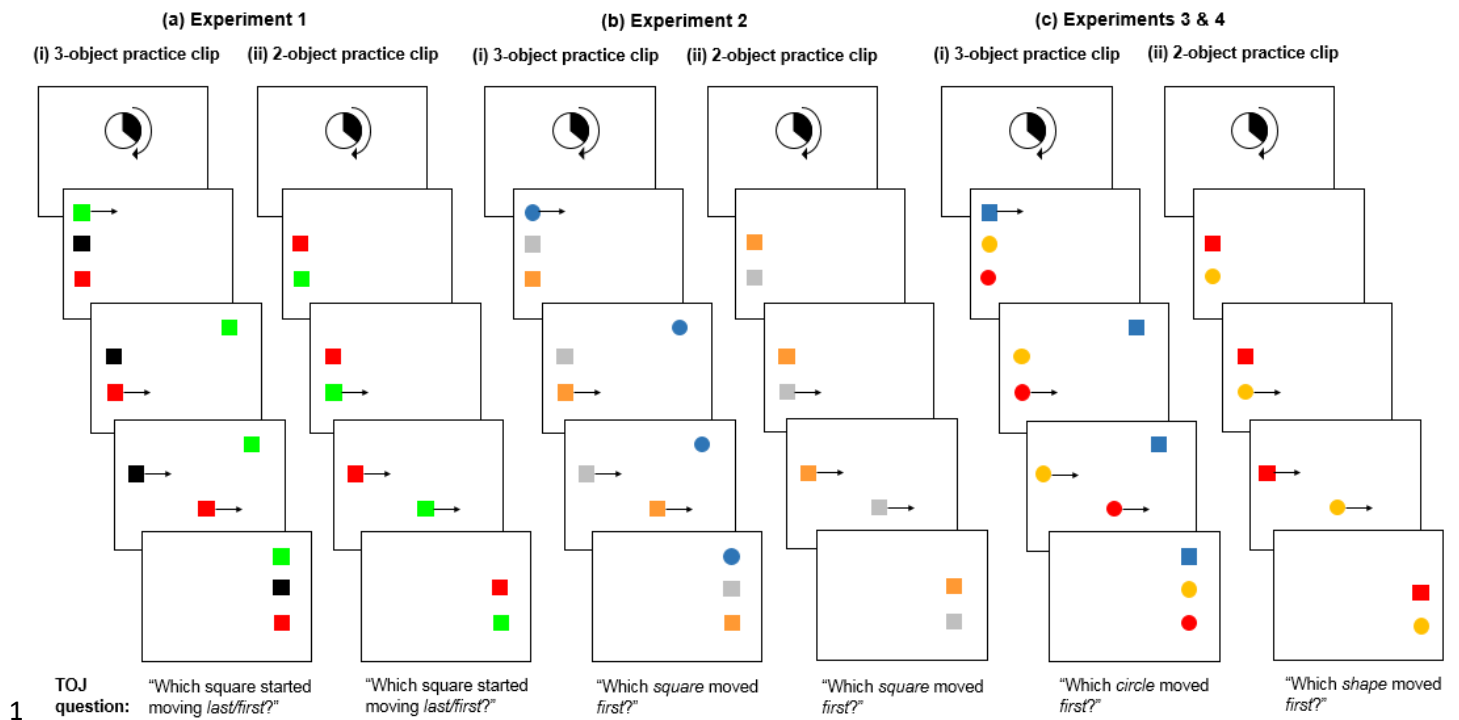 (a) Experiment 1
(b) Experiment 2
(c) Experiments 3 & 4
(i) 3-object practice clip
(ii) 2-object practice clip
(i) 3-object practice clip
(ii) 2-object practice clip
(i) 3-object practice clip
(ii) 2-object practice clip
1
TOJ
question:
“Which square started
moving last/first?”
“Which square started
moving last/first?”
“Which square moved
first?”
“Which square moved
first?”
“Which circle moved
first?”
“Which shape moved
first?”